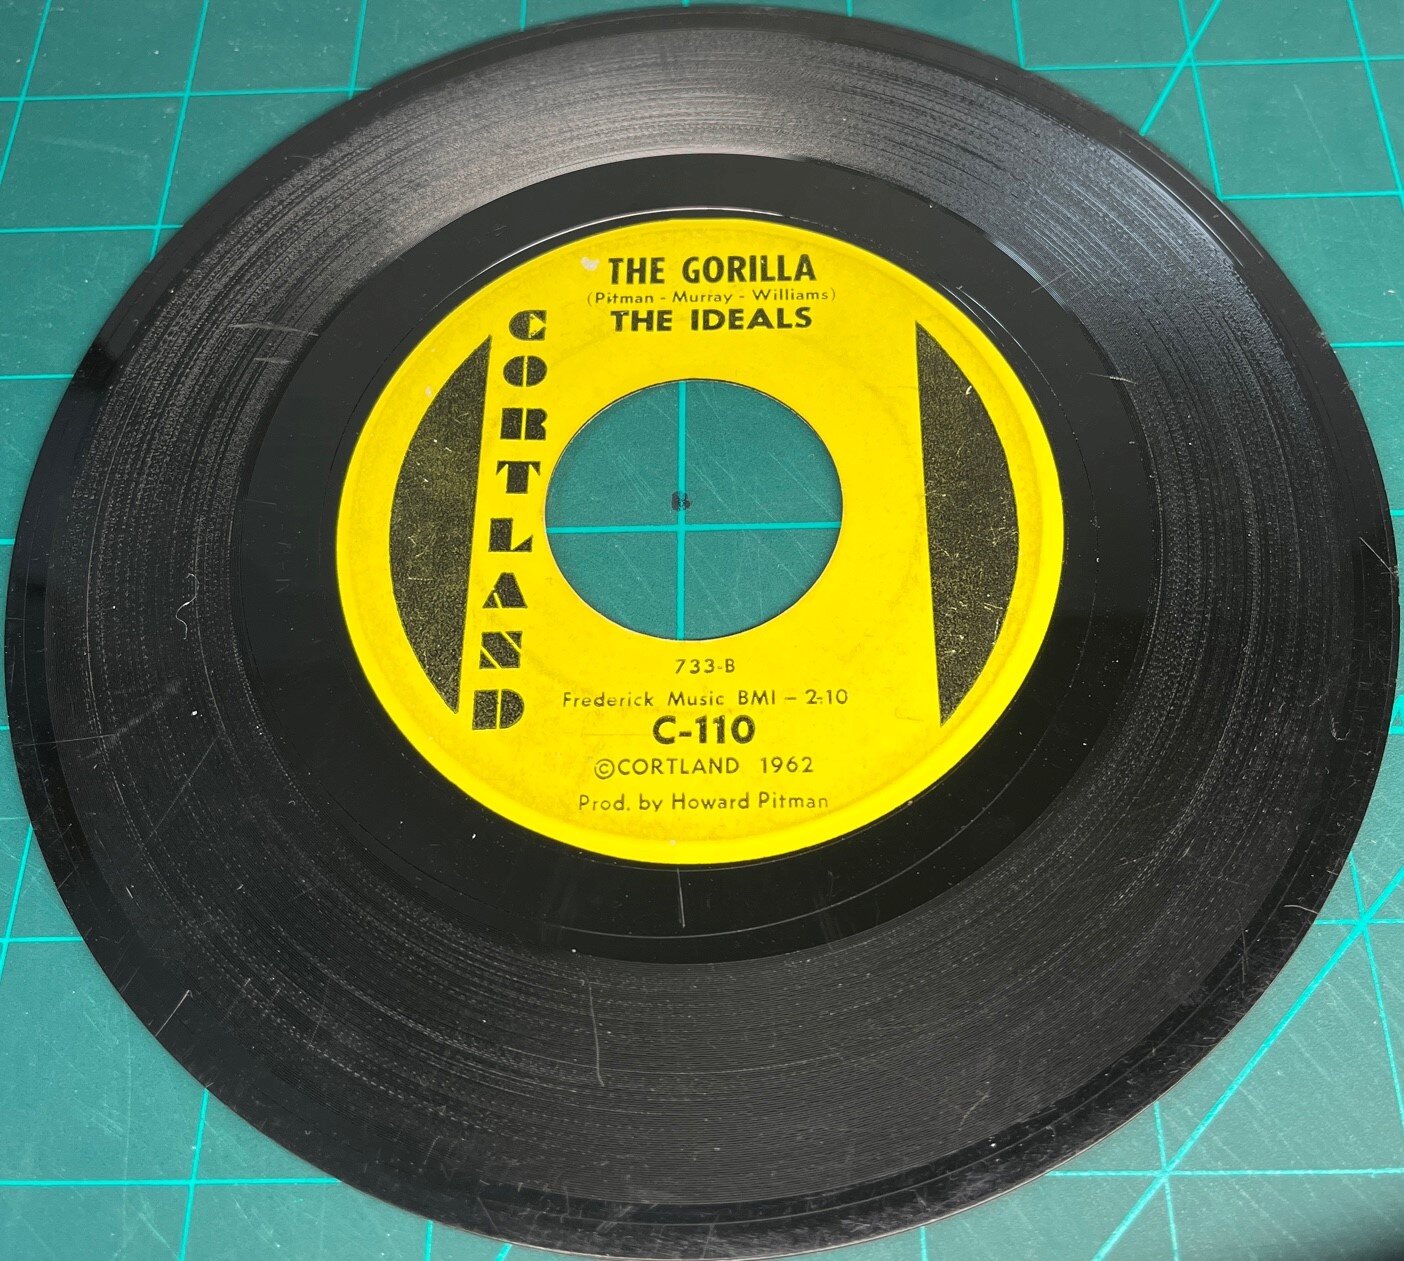 THE GORILLA
(Pitman - Murray - Williams)
THE IDEALS
CORTLAND
733-B
Frederick Music BMI – 2:10
C-110
©CORTLAND 1962
Prod. by Howard Pitman